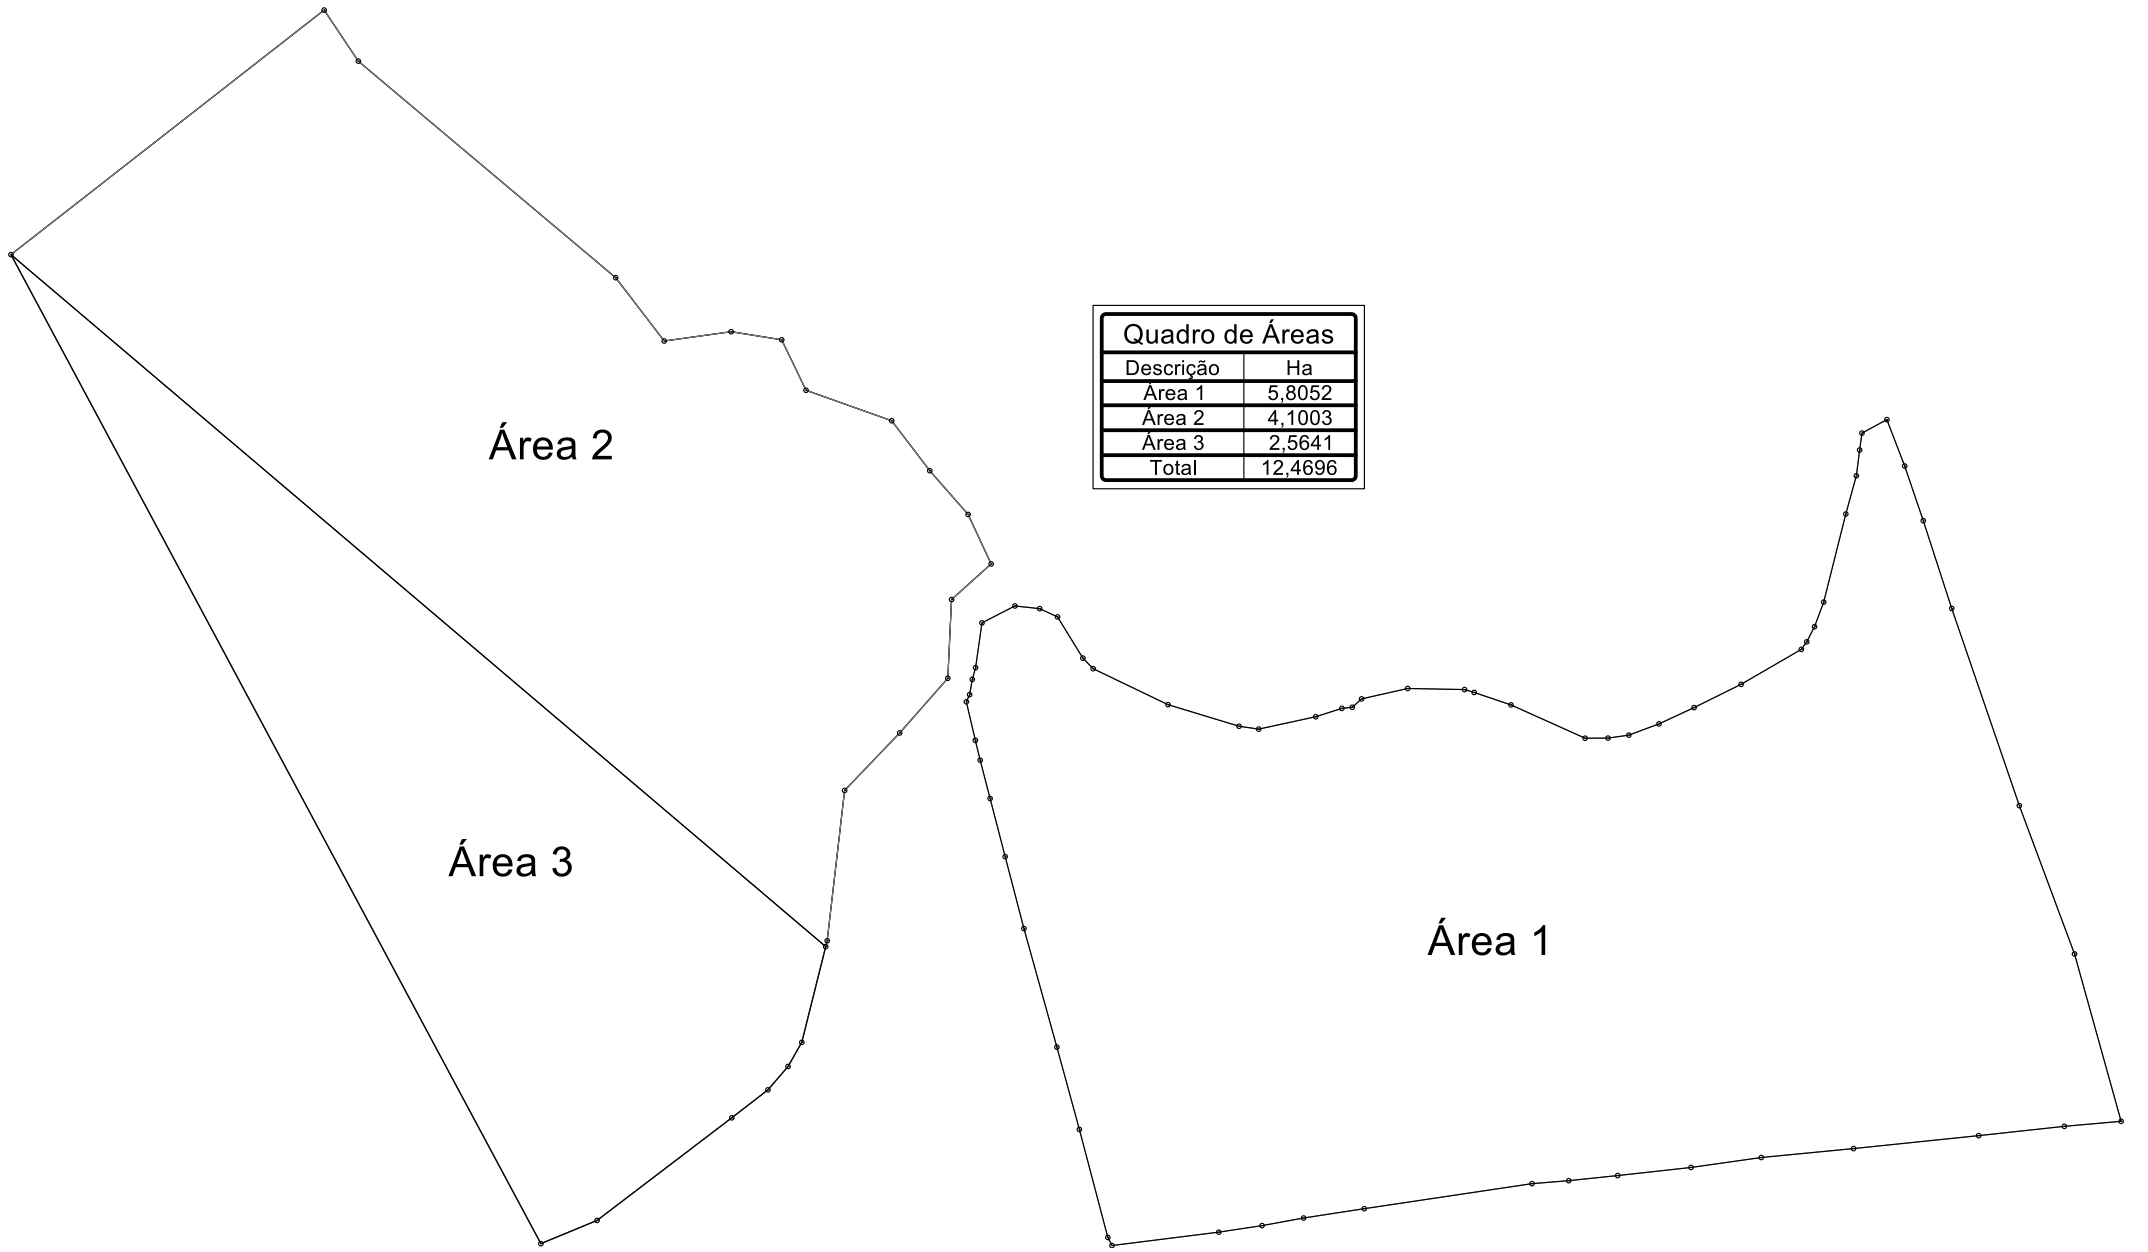 Quadro de Áreas
Descrição Ha
Área 1 5,8052
Área 2 4,1003
Área 3 2,5641
Total 12,4696
Área 2
Área 3
Área 1